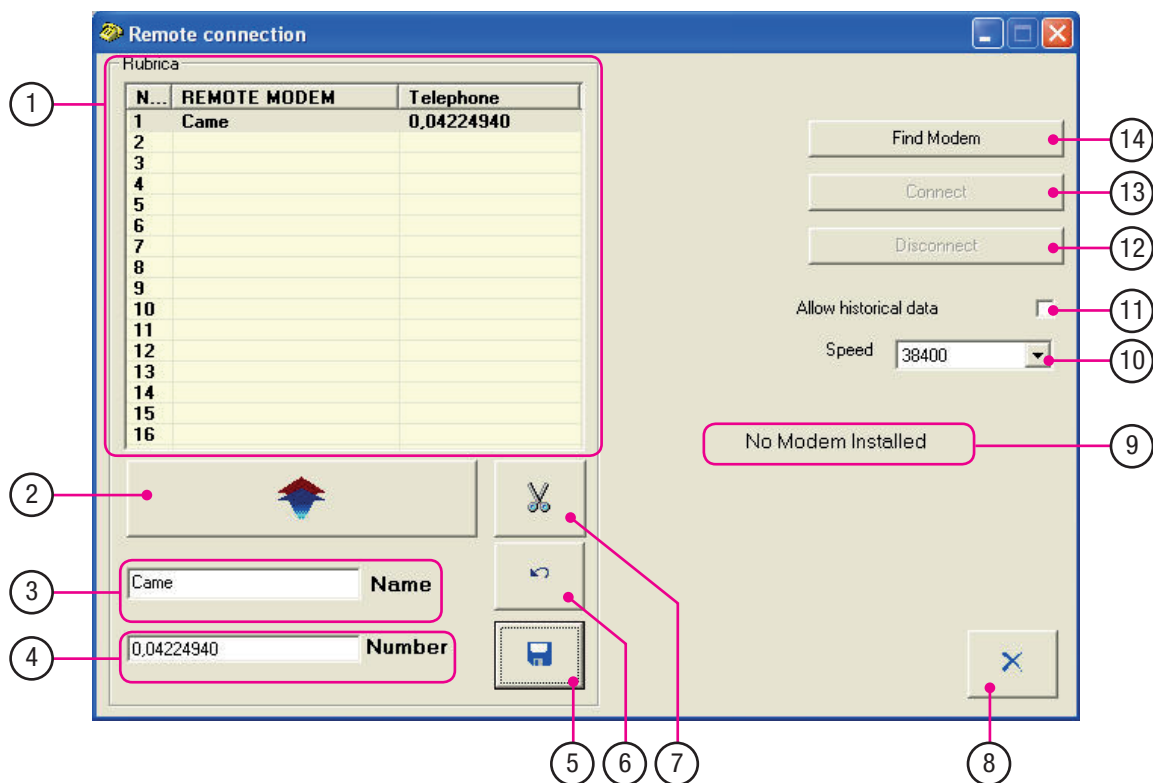 Remote connection
Rubrica
N... REMOTE MODEM Telephone
1 Came 0,04224940
2
3
4
5
6
7
8
9
10
11
12
13
14
15
16
Came Name
0,04224940 Number
Find Modem
Connect
Disconnect
Allow historical data
Speed 38400
No Modem Installed
1
2
3
4
5
6
7
8
9
10
11
12
13
14